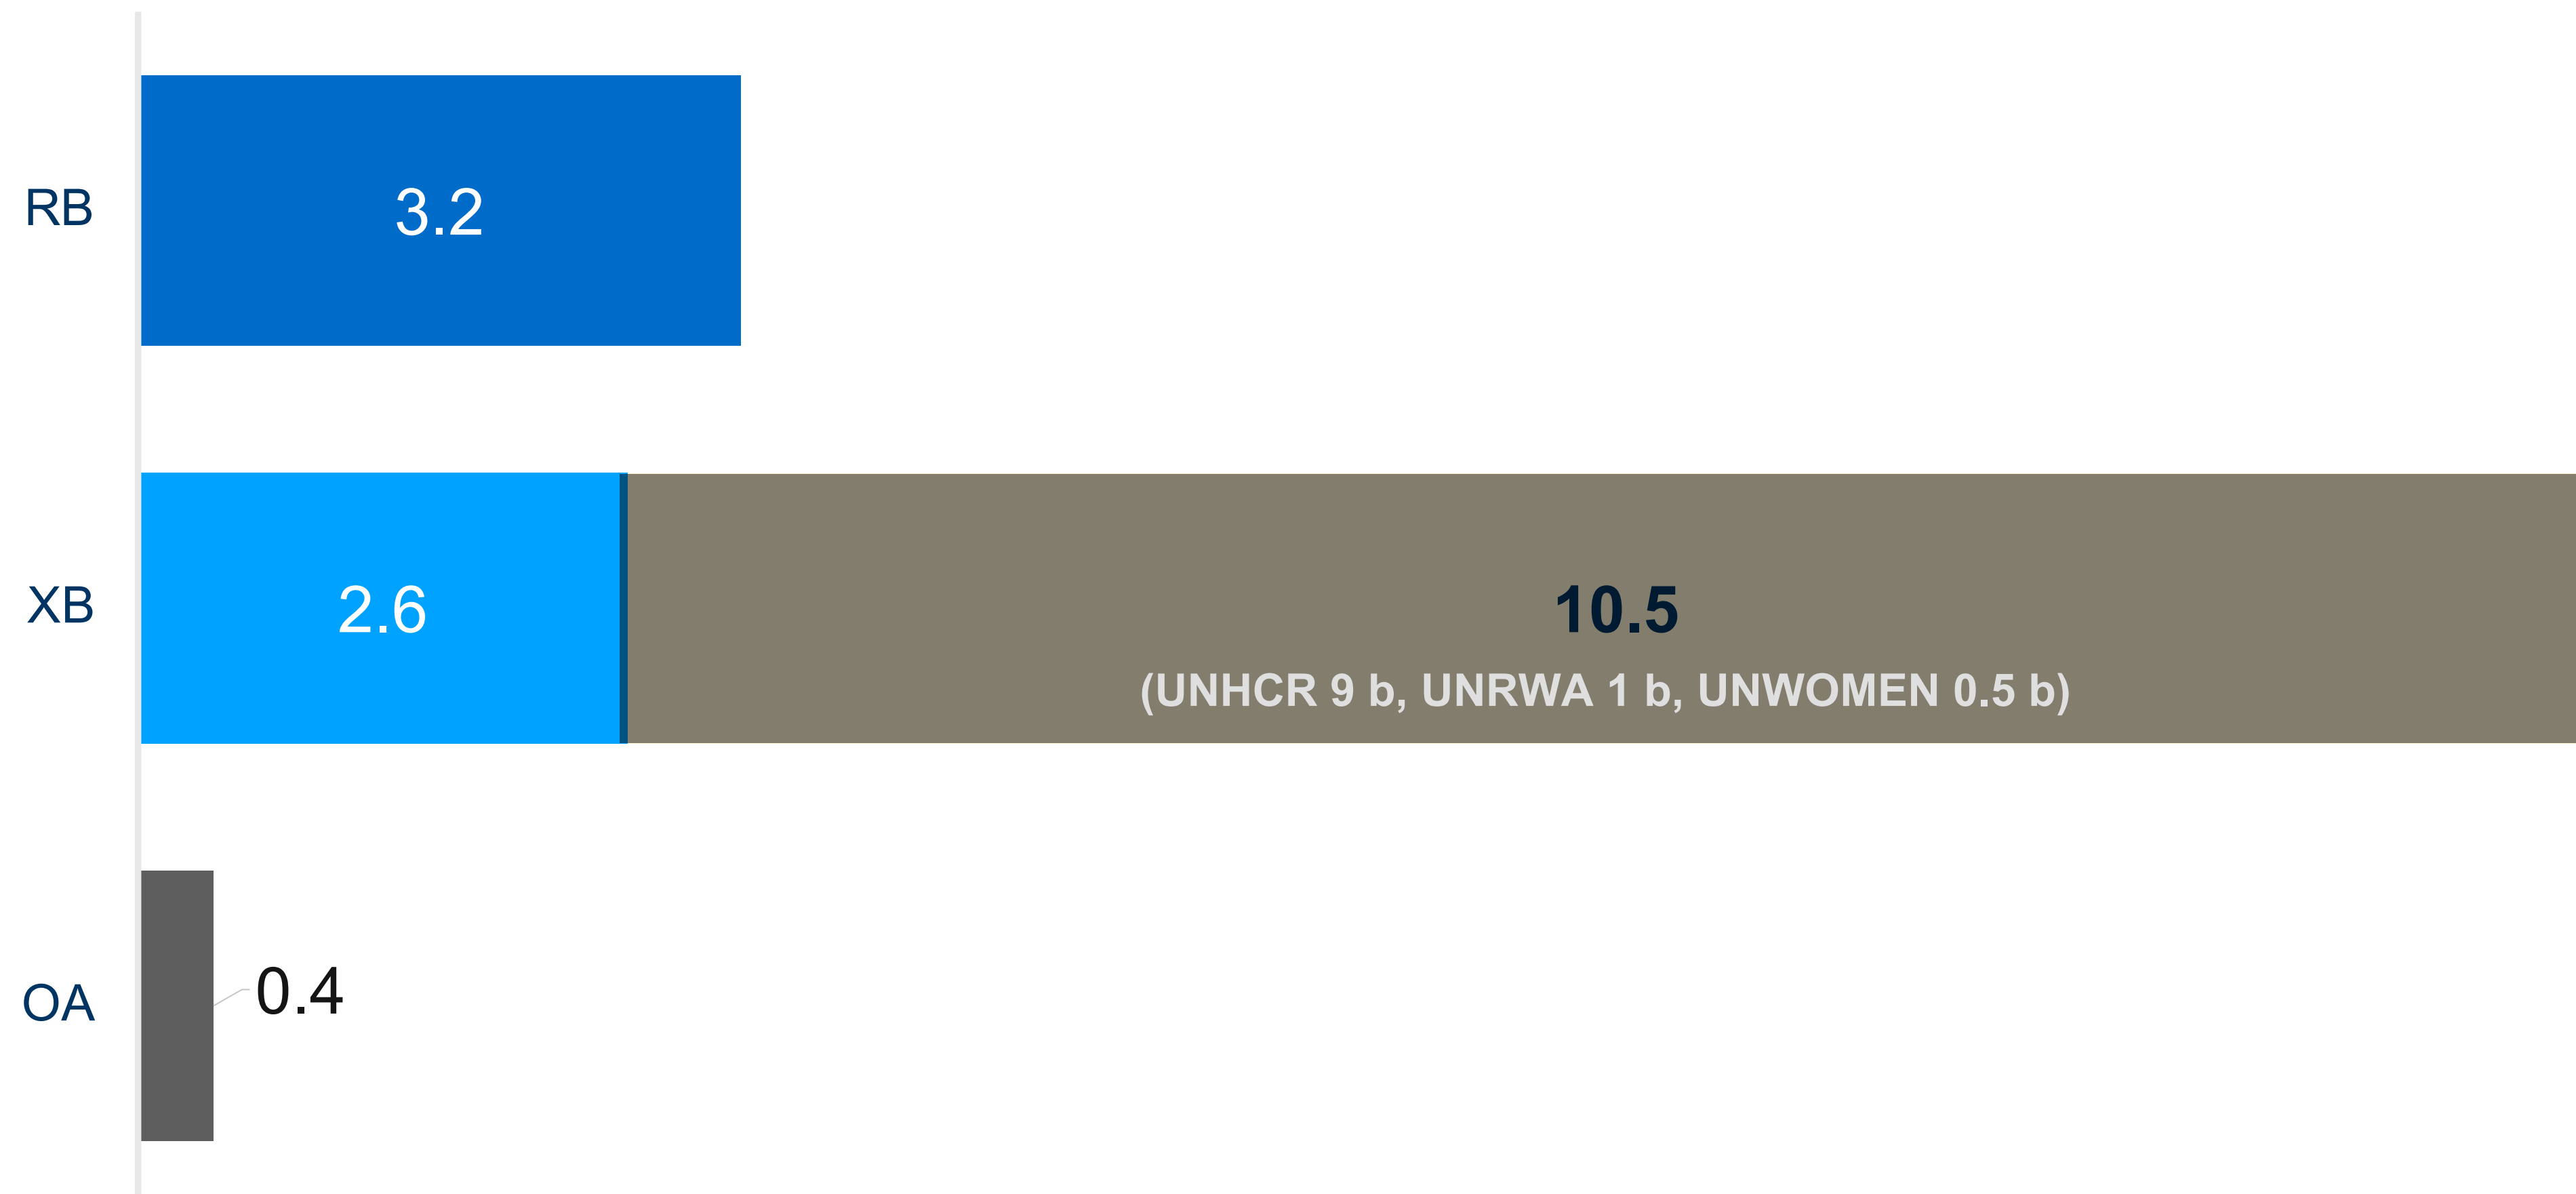 RB
3.2
XB
2.6
10.5
(UNHCR 9 b, UNRWA 1 b, UNWOMEN 0.5 b)
OA
0.4